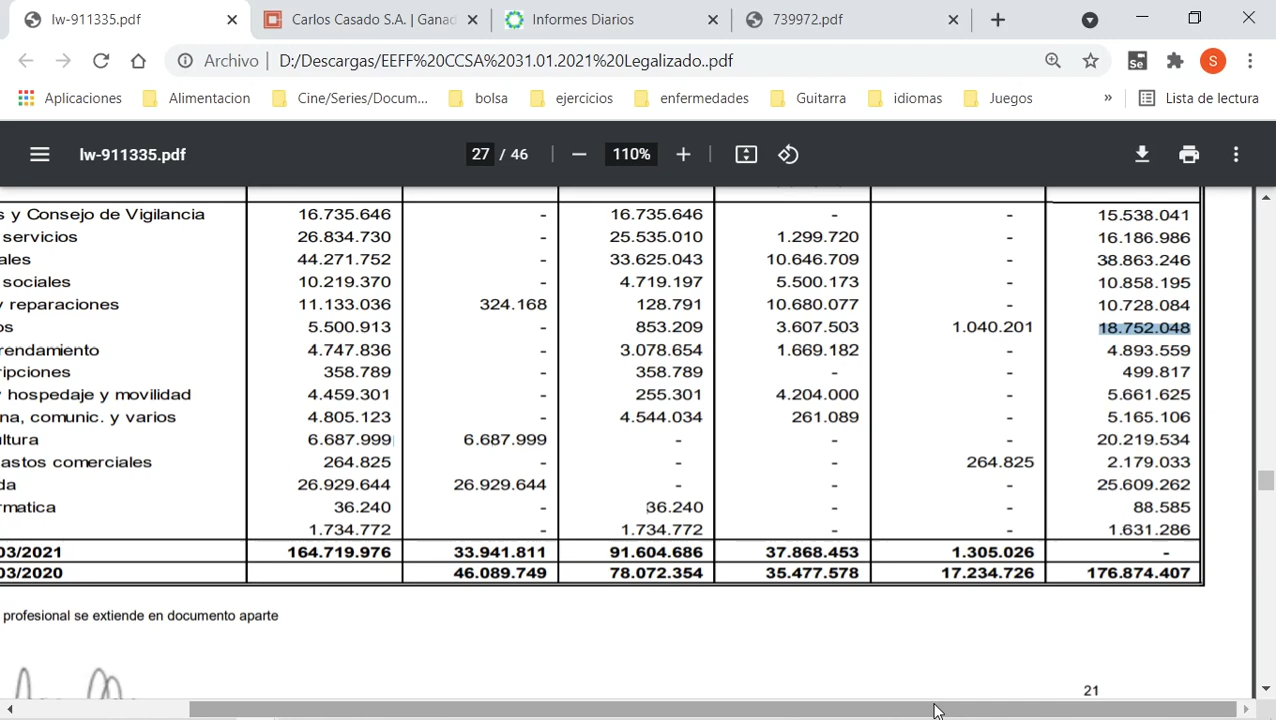 lw-911335.pdf
Carlos Casado S.A. | Ganad
Informes Diarios
739972.pdf
Archivo D:/Descargas/EEFF%20CCSA%2031.01.2021%20Legalizado..pdf
S
Aplicaciones Alimentacion Cine/Series/Docum... bolsa ejercicios enfermedades Guitarra idiomas Juegos » Lista de lectura
lw-911335.pdf 27 / 46 110%
s y Consejo de Vigilancia 16.735.646 - 16.735.646 - - 15.538.041
servicios 26.834.730 - 25.535.010 1.299.720 - 16.186.986
ales 44.271.752 - 33.625.043 10.646.709 - 38.863.246
sociales 10.219.370 - 4.719.197 5.500.173 - 10.858.195
y reparaciones 11.133.036 324.168 128.791 10.680.077 - 10.728.084
os 5.500.913 - 853.209 3.607.503 1.040.201 18.752.048
rendamiento 4.747.836 - 3.078.654 1.669.182 - 4.893.559
ripciones 358.789 - 358.789 - - 499.817
y hospedaje y movilidad 4.459.301 - 255.301 4.204.000 - 5.661.625
na, comunic. y varios 4.805.123 - 4.544.034 261.089 - 5.165.106
ultura 6.687.999 6.687.999 - - - 20.219.534
astos comerciales 264.825 - - - 264.825 2.179.033
da 26.929.644 26.929.644 - - - 25.609.262
rmatica 36.240 - 36.240 - - 88.585
1.734.772 - 1.734.772 - - 1.631.286
03/2021 164.719.976 33.941.811 91.604.686 37.868.453 1.305.026 -
03/2020 46.089.749 78.072.354 35.477.578 17.234.726 176.874.407
profesional se extiende en documento aparte
21